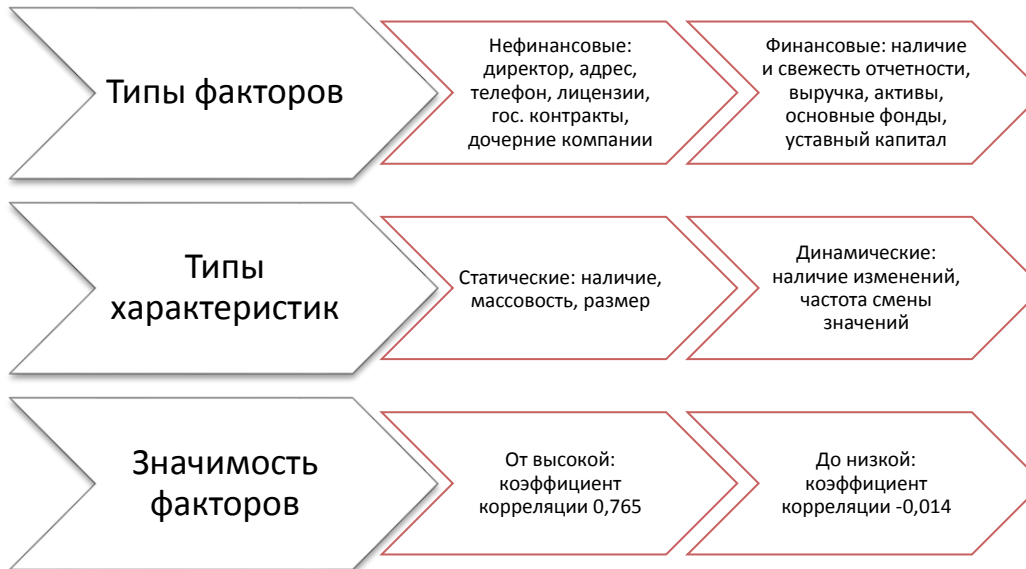 Типы факторов
Нефинансовые:
директор, адрес,
телефон, лицензии,
гос. контракты,
дочерние компании
Финансовые: наличие
и свежесть отчетности,
выручка, активы,
основные фонды,
уставный капитал
Типы
характеристик
Статические: наличие,
массовость, размер
Динамические:
наличие изменений,
частота смены
значений
Значимость
факторов
От высокой:
коэффициент
корреляции 0,765
До низкой:
коэффициент
корреляции -0,014